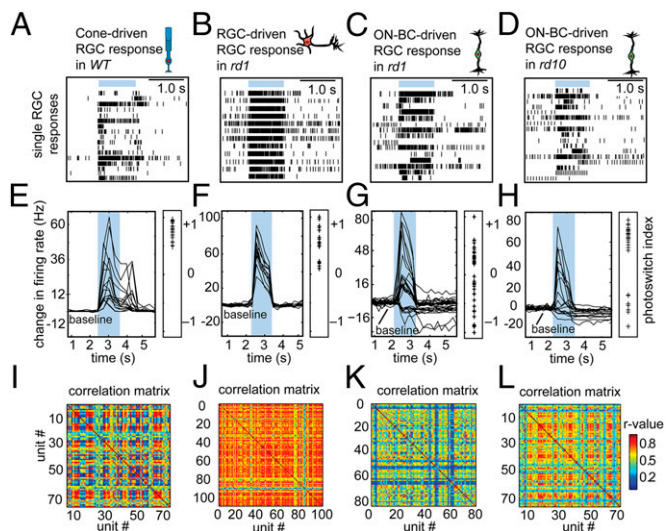 A
Cone-driven
RGC response
in WT
B
RGC-driven
RGC response
in rd1
C
ON-BC-driven
RGC response
in rd1
D
ON-BC-driven
RGC response
in rd10
1.0 s
1.0 s
1.0 s
1.0 s
single RGC
responses
E
F
G
H
change in firing rate (Hz)
60
36
12
-12
baseline
1 2 3 4 5
time (s)
+1
0
−1
100
80
60
40
20
0
-20
baseline
1 2 3 4 5
time (s)
+1
0
−1
80
64
48
32
16
0
-16
baseline
1 2 3 4 5
time (s)
+1
0
−1
80
60
40
20
0
-20
baseline
1 2 3 4 5
time (s)
+1
0
−1
photoswitch index
I
J
K
L
correlation matrix
correlation matrix
correlation matrix
correlation matrix
unit #
10
30
50
70
10 30 50 70
unit #
0
20
40
60
80
100
0 20 40 60 80 100
unit #
0
20
40
60
80
0 20 40 60 80
unit #
10
30
50
70
10 30 50 70
unit #
r-value
0.8
0.6
0.4
0.2